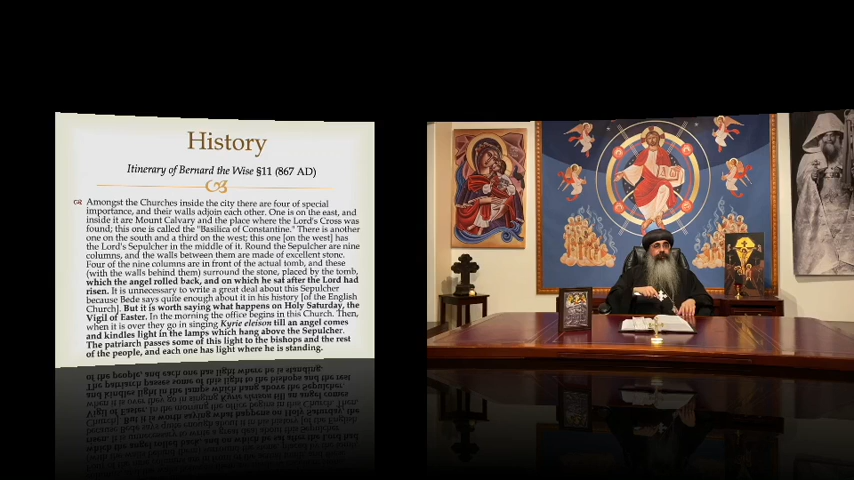 History
Itinerary of Bernard the Wise §11 (867 AD)
Amongst the Churches inside the city there are four of special
importance, and their walls adjoin each other. One is on the east, and
inside it are Mount Calvary and the place where the Lord's Cross was
found; this one is called the "Basilica of Constantine." There is another
one on the south and a third on the west; this one [on the west] has
the Lord's Sepulcher in the middle of it. Round the Sepulcher are nine
columns, and the walls between them are made of excellent stone.
Four of the nine columns are in front of the actual tomb, and these
(with the walls behind them) surround the stone, placed by the tomb,
which the angel rolled back, and on which he sat after the Lord had
risen. It is unnecessary to write a great deal about this Sepulcher
because Bede says quite enough about it in his history [of the English
Church]. But it is worth saying what happens on Holy Saturday, the
Vigil of Easter. In the morning the office begins in this Church. Then,
when it is over they go in singing Kyrie eleison till an angel comes
and kindles light in the lamps which hang above the Sepulcher.
The patriarch passes some of this light to the bishops and the rest
of the people, and each one has light where he is standing.